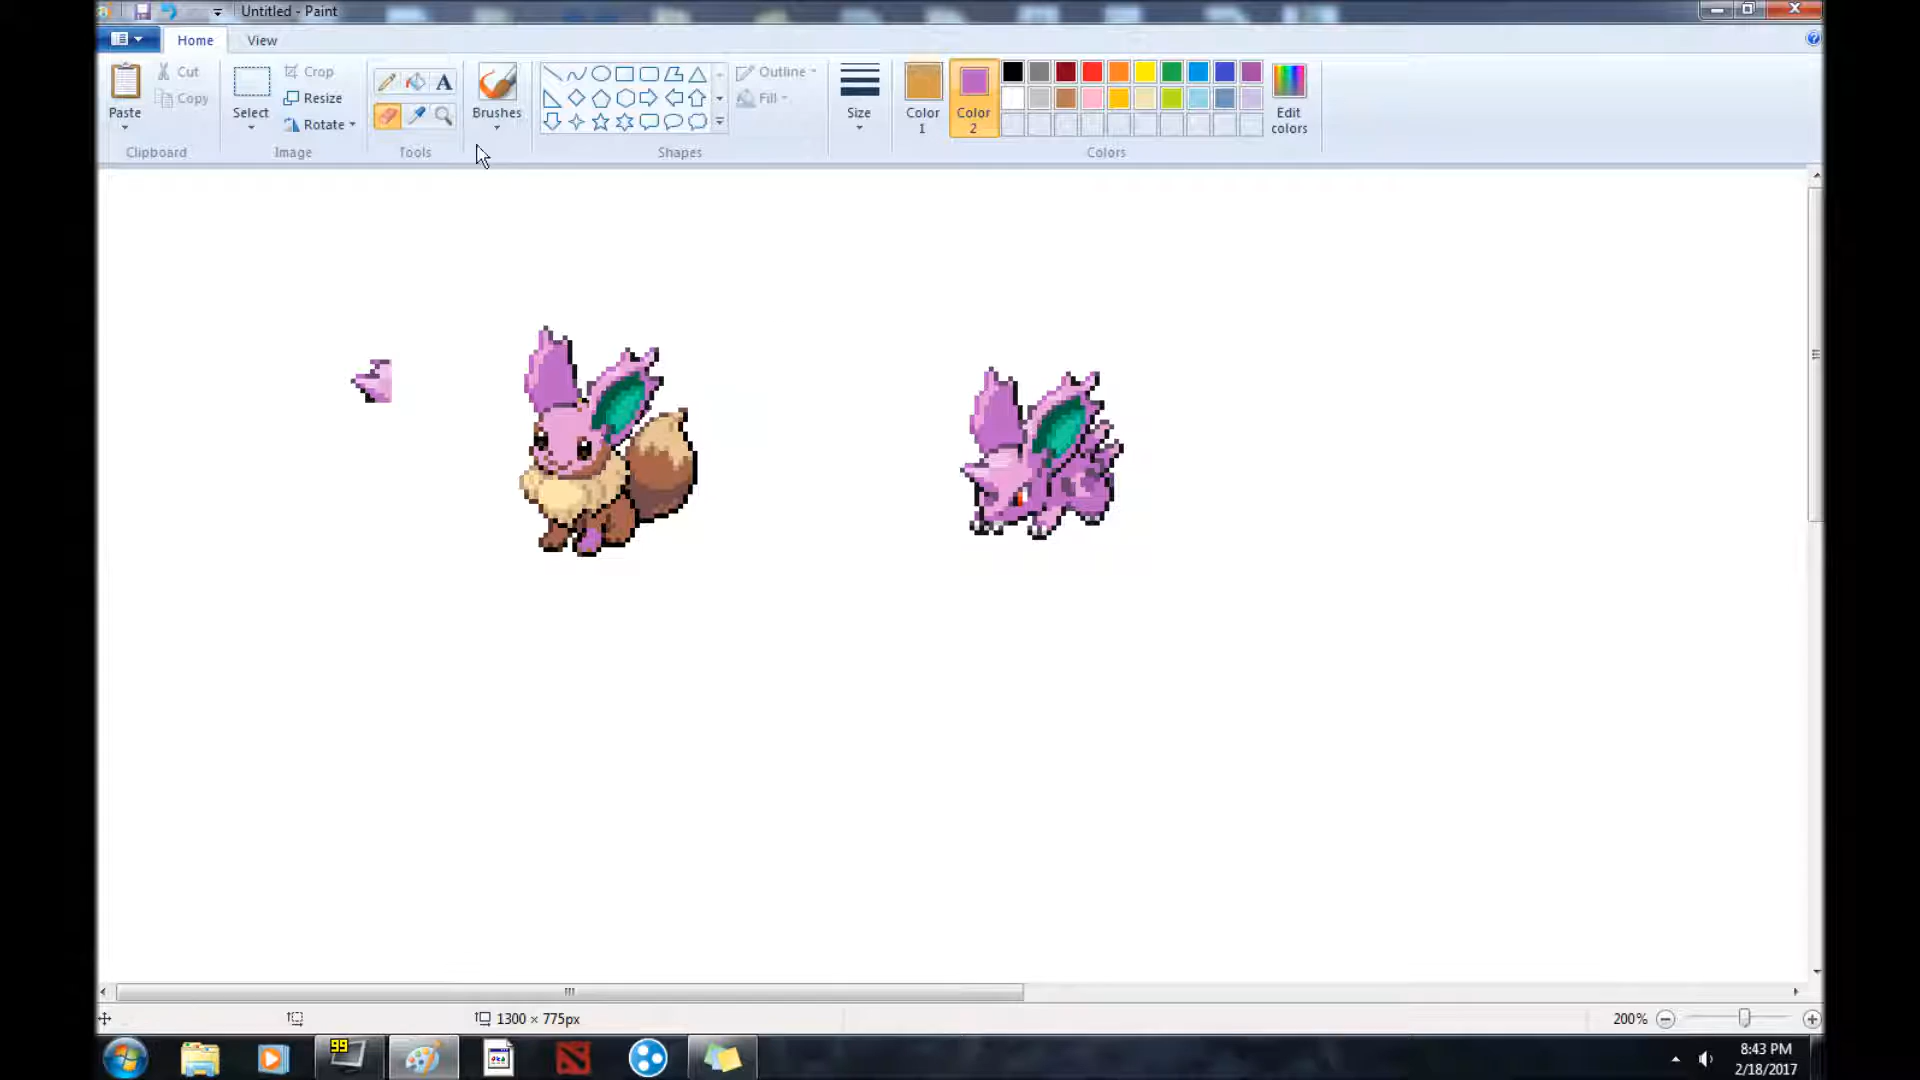 Untitled - Paint
Home View
Paste
Cut
Copy
Clipboard
Select
Crop
Resize
Rotate
Image
A
Tools
Brushes
Shapes
Outline
Fill
Size
Color 1
Color 2
Edit colors
Colors
1300 × 775px
200%
99
8:43 PM
2/18/2017